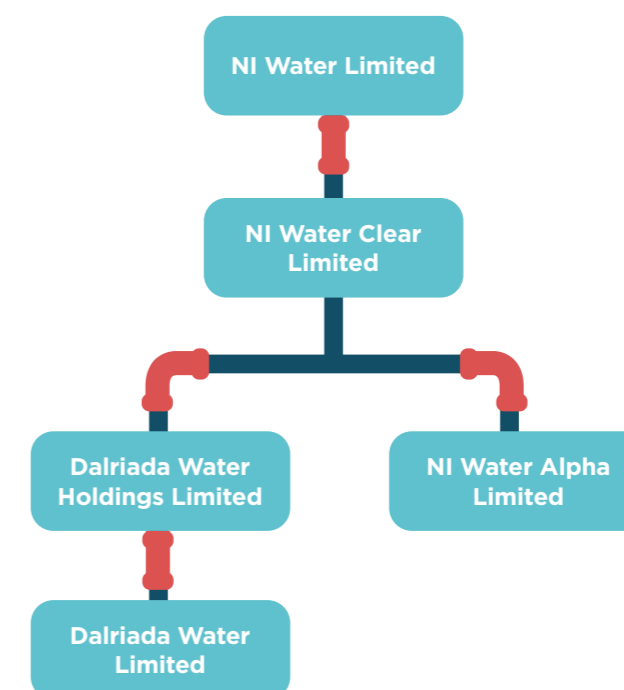 NI Water Limited
NI Water Clear
Limited
Dalriada Water
Holdings Limited
NI Water Alpha
Limited
Dalriada Water
Limited